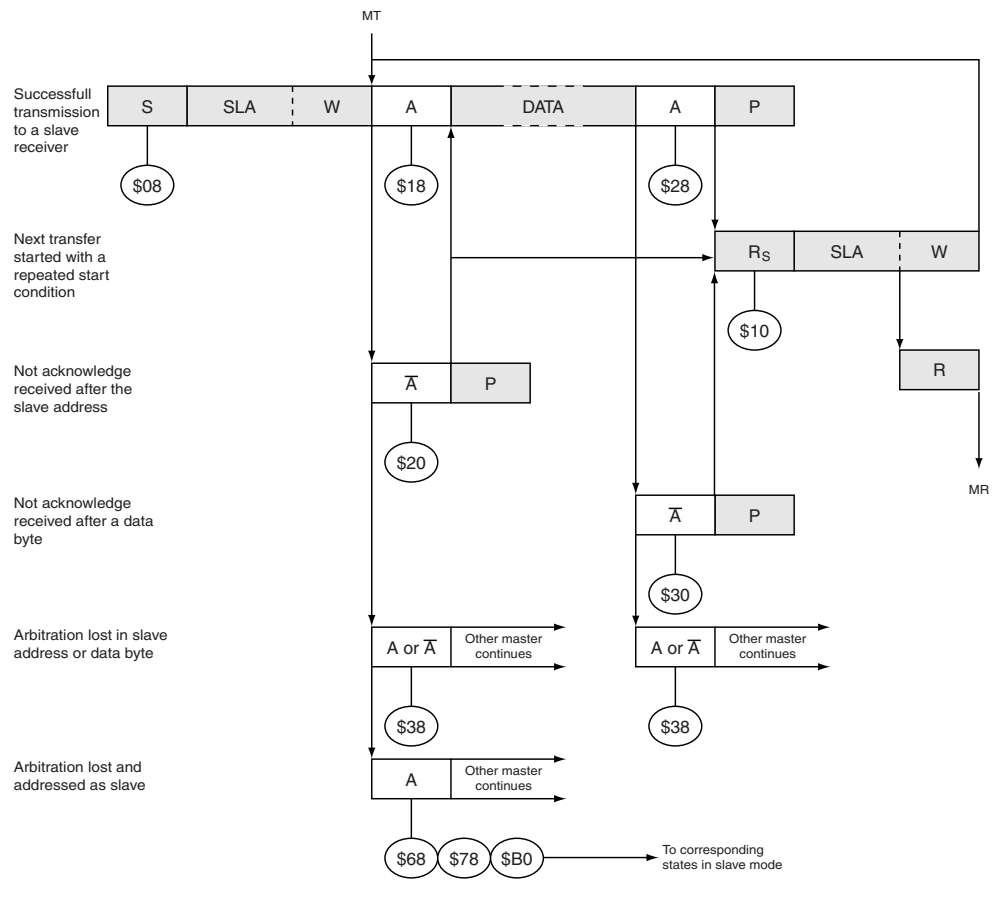 MT
Successfull
transmission
to a slave
receiver
S SLA W A DATA A P
$08 $18 $28
Next transfer
started with a
repeated start
condition
RS SLA W
$10
Not acknowledge
received after the
slave address
A̅ P
R
$20
MR
Not acknowledge
received after a data
byte
A̅ P
$30
Arbitration lost in slave
address or data byte
A or A̅
Other master
continues
A or A̅
Other master
continues
$38 $38
Arbitration lost and
addressed as slave
A
Other master
continues
$68 $78 $B0
To corresponding
states in slave mode